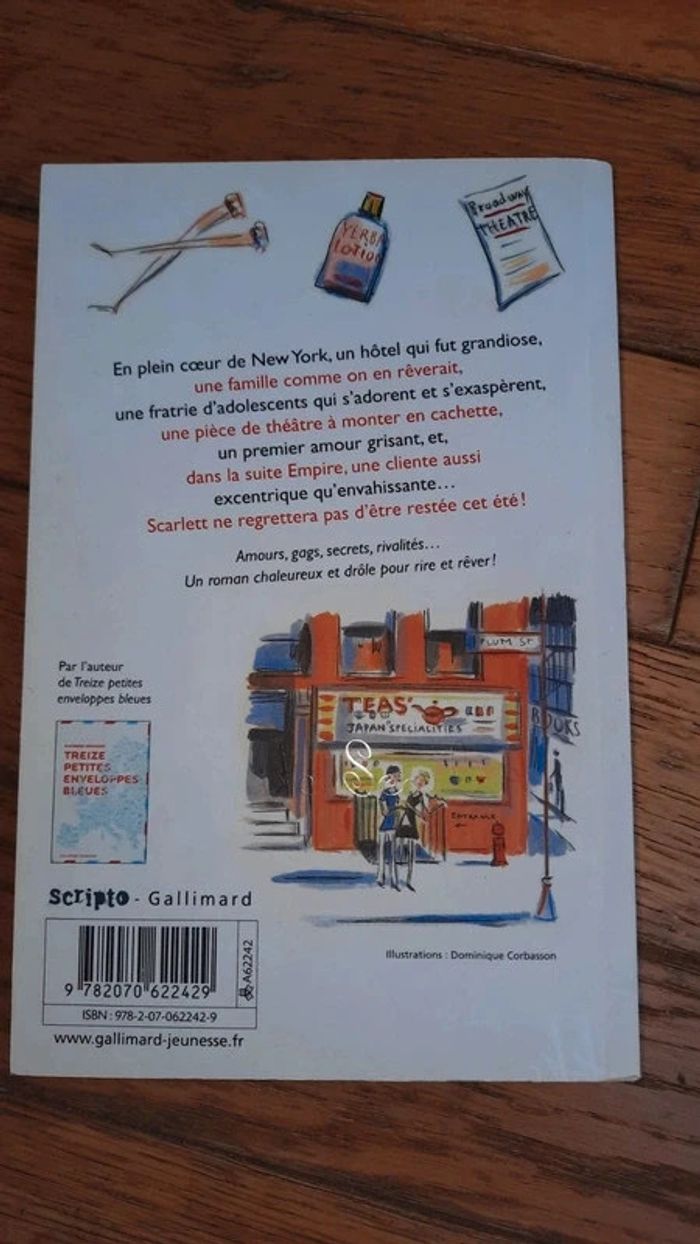 YERBA
LOTION
Broadway
THEATRE
En plein cœur de New York, un hôtel qui fut grandiose,
une famille comme on en rêverait,
une fratrie d'adolescents qui s'adorent et s'exaspèrent,
une pièce de théâtre à monter en cachette,
un premier amour grisant, et,
dans la suite Empire, une cliente aussi
excentrique qu'envahissante...
Scarlett ne regrettera pas d'être restée cet été !
Amours, gags, secrets, rivalités...
Un roman chaleureux et drôle pour rire et rêver !
Par l'auteur
de Treize petites
enveloppes bleues
TREIZE
PETITES
ENVELOPPES
BLEUES
PLUM ST
TEAS'
JAPAN SPECIALITIES
BOOKS
ENTRANCE
scripto - Gallimard
9 782070 622429
A62242
ISBN : 978-2-07-062242-9
www.gallimard-jeunesse.fr
Illustrations : Dominique Corbasson